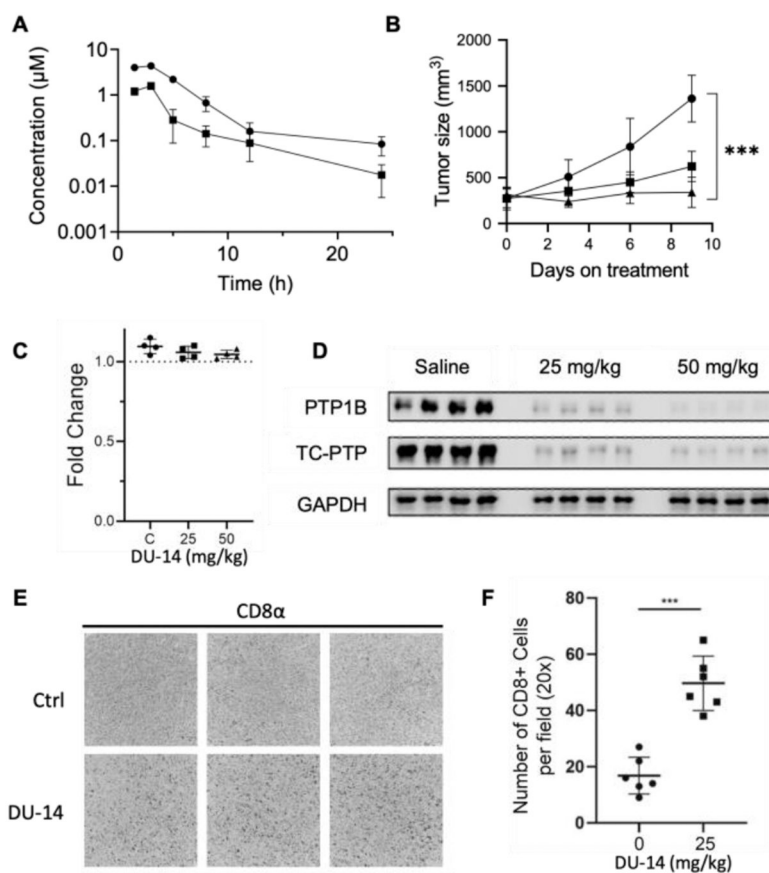 A
Concentration (μM)
10
1
0.1
0.01
0.001
0
10
20
Time (h)
B
Tumor size (mm³)
2000
1500
1000
500
0
0
2
4
6
8
10
Days on treatment
***
C
Fold Change
1.0
0.5
0.0
C
25
50
DU-14 (mg/kg)
D
Saline
25 mg/kg
50 mg/kg
PTP1B
TC-PTP
GAPDH
E
CD8α
Ctrl
DU-14
F
Number of CD8+ Cells
per field (20x)
80
60
40
20
0
***
0
25
DU-14 (mg/kg)